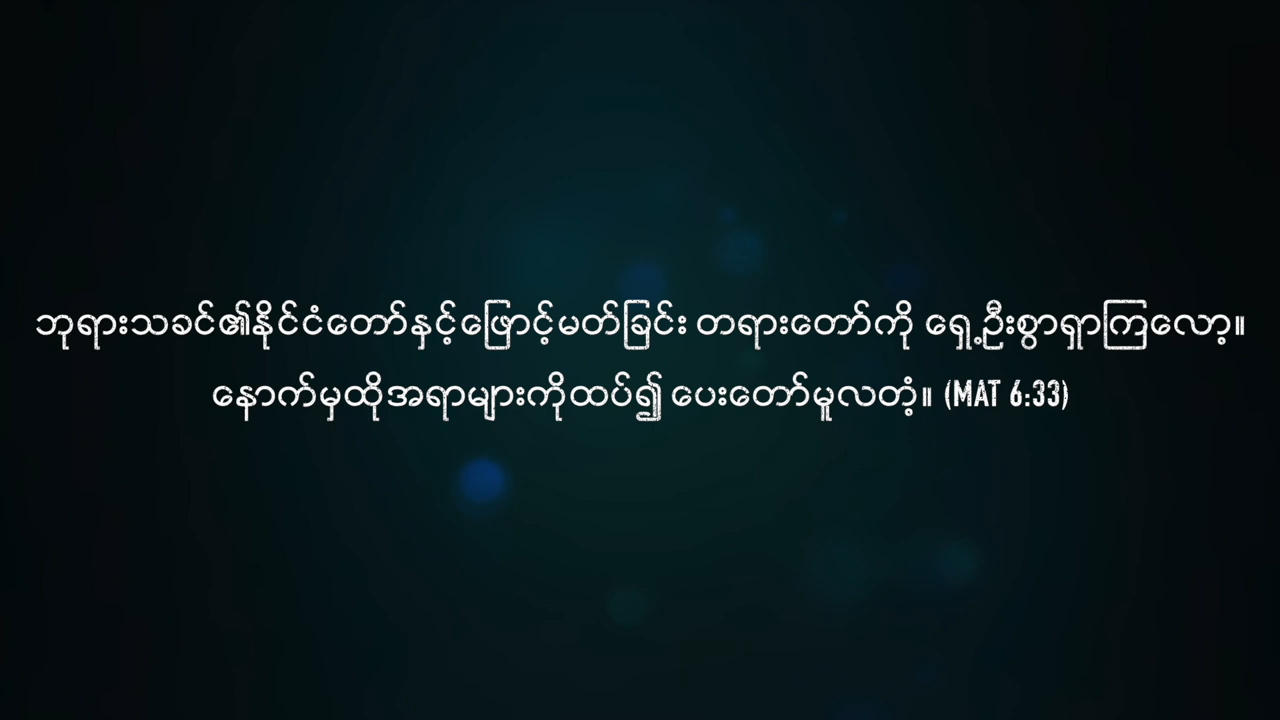 ဘုရားသခင်၏နိုင်ငံတော်နှင့်ဖြောင့်မတ်ခြင်း တရားတော်ကို ရှေ့ဦးစွာရှာကြလော့။
နောက်မှထိုအရာများကိုထပ်၍ ပေးတော်မူလတံ့။ (MAT 6:33)